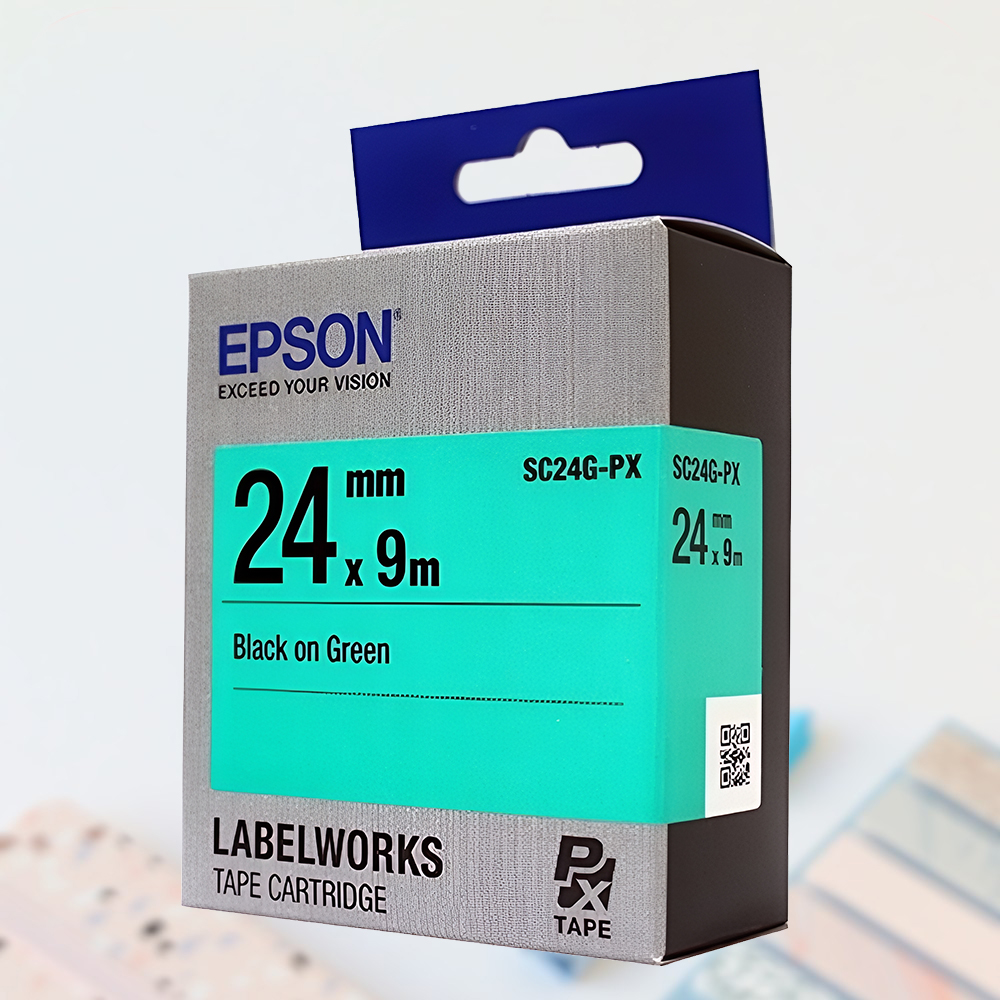 EPSON®
EXCEED YOUR VISION
24 mm x 9m
SC24G-PX
Black on Green
LABELWORKS
TAPE CARTRIDGE
Px
TAPE
SC24G-PX
24 mm x 9m